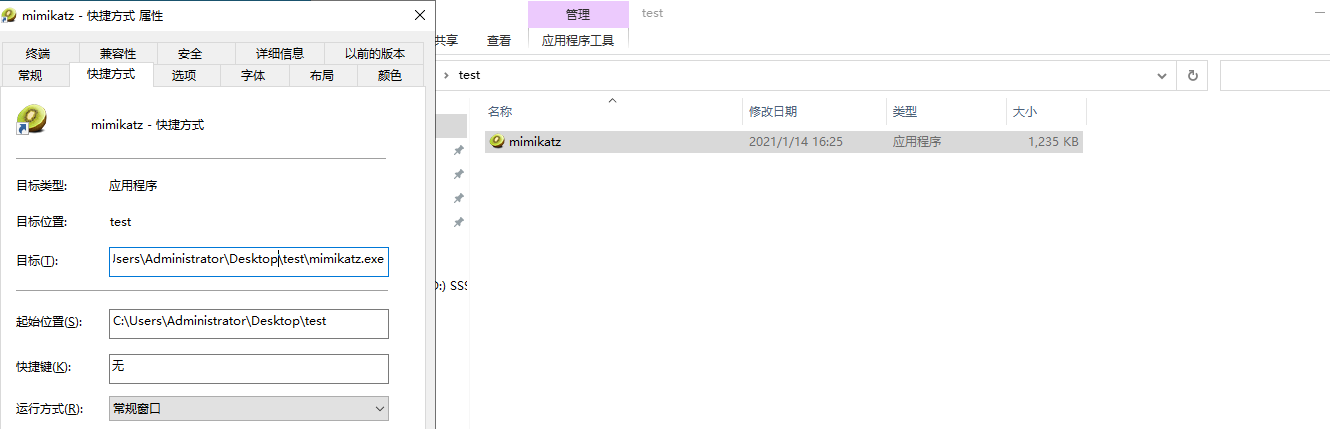 mimikatz - 快捷方式 属性
终端 兼容性 安全 详细信息 以前的版本
常规 快捷方式 选项 字体 布局 颜色
mimikatz - 快捷方式
目标类型: 应用程序
目标位置: test
目标(T): Users\Administrator\Desktop\test\mimikatz.exe
起始位置(S): C:\Users\Administrator\Desktop\test
快捷键(K): 无
运行方式(R): 常规窗口
管理 test
共享 查看 应用程序工具
› test
名称 修改日期 类型 大小
mimikatz 2021/1/14 16:25 应用程序 1,235 KB
D:) SSS